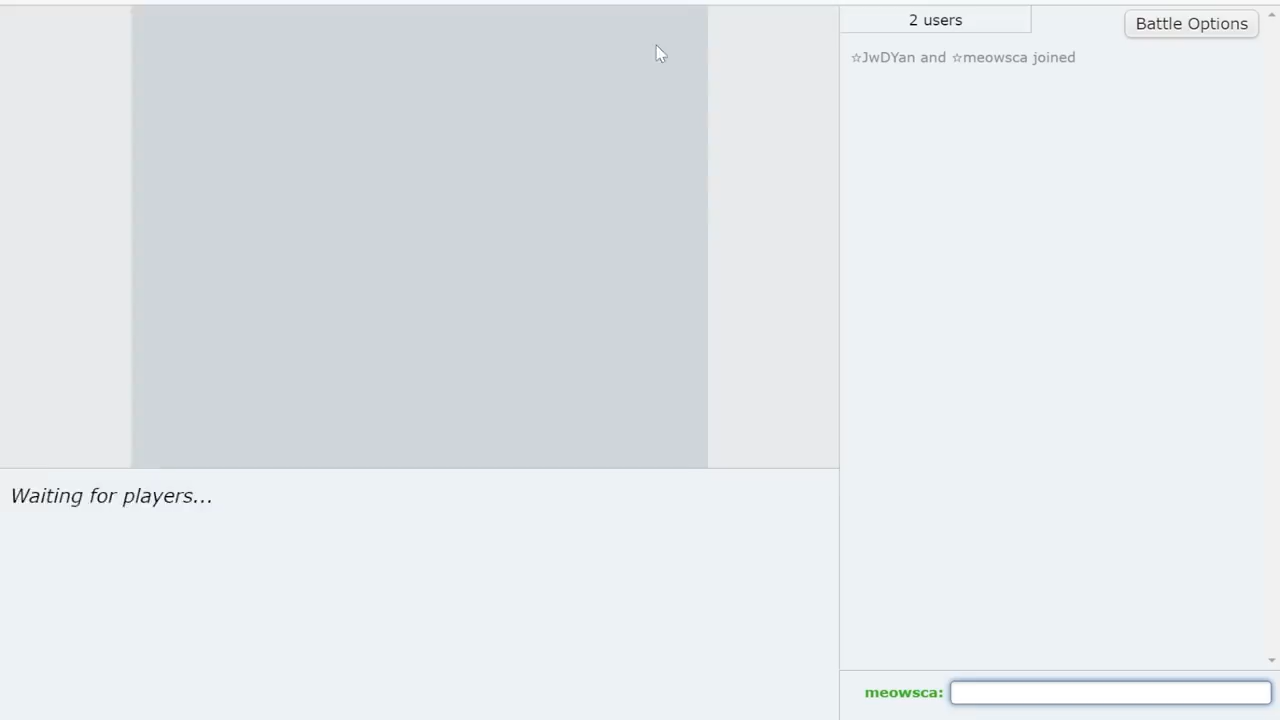 2 users
Battle Options
☆JwDYan and ☆meowsca joined
Waiting for players...
meowsca: